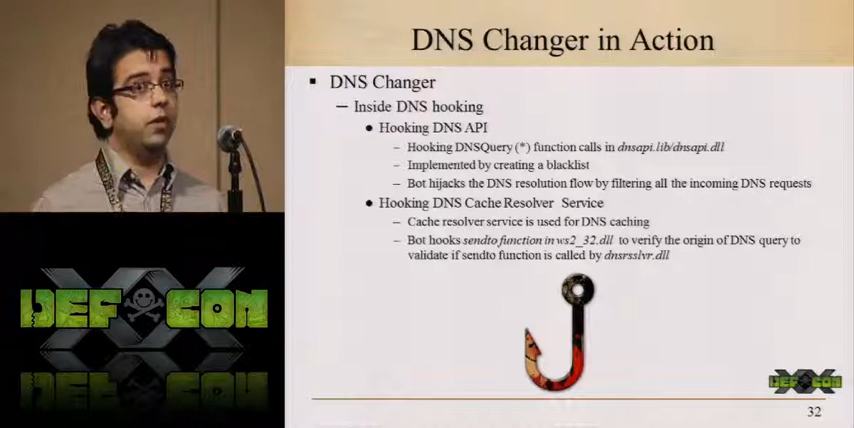 DNS Changer in Action
▪ DNS Changer
– Inside DNS hooking
• Hooking DNS API
– Hooking DNSQuery (*) function calls in dnsapi.lib/dnsapi.dll
– Implemented by creating a blacklist
– Bot hijacks the DNS resolution flow by filtering all the incoming DNS requests
• Hooking DNS Cache Resolver Service
– Cache resolver service is used for DNS caching
– Bot hooks sendto function in ws2_32.dll to verify the origin of DNS query to
validate if sendto function is called by dnsrsslvr.dll
DEF CON
XX
DEF CON
XX
32